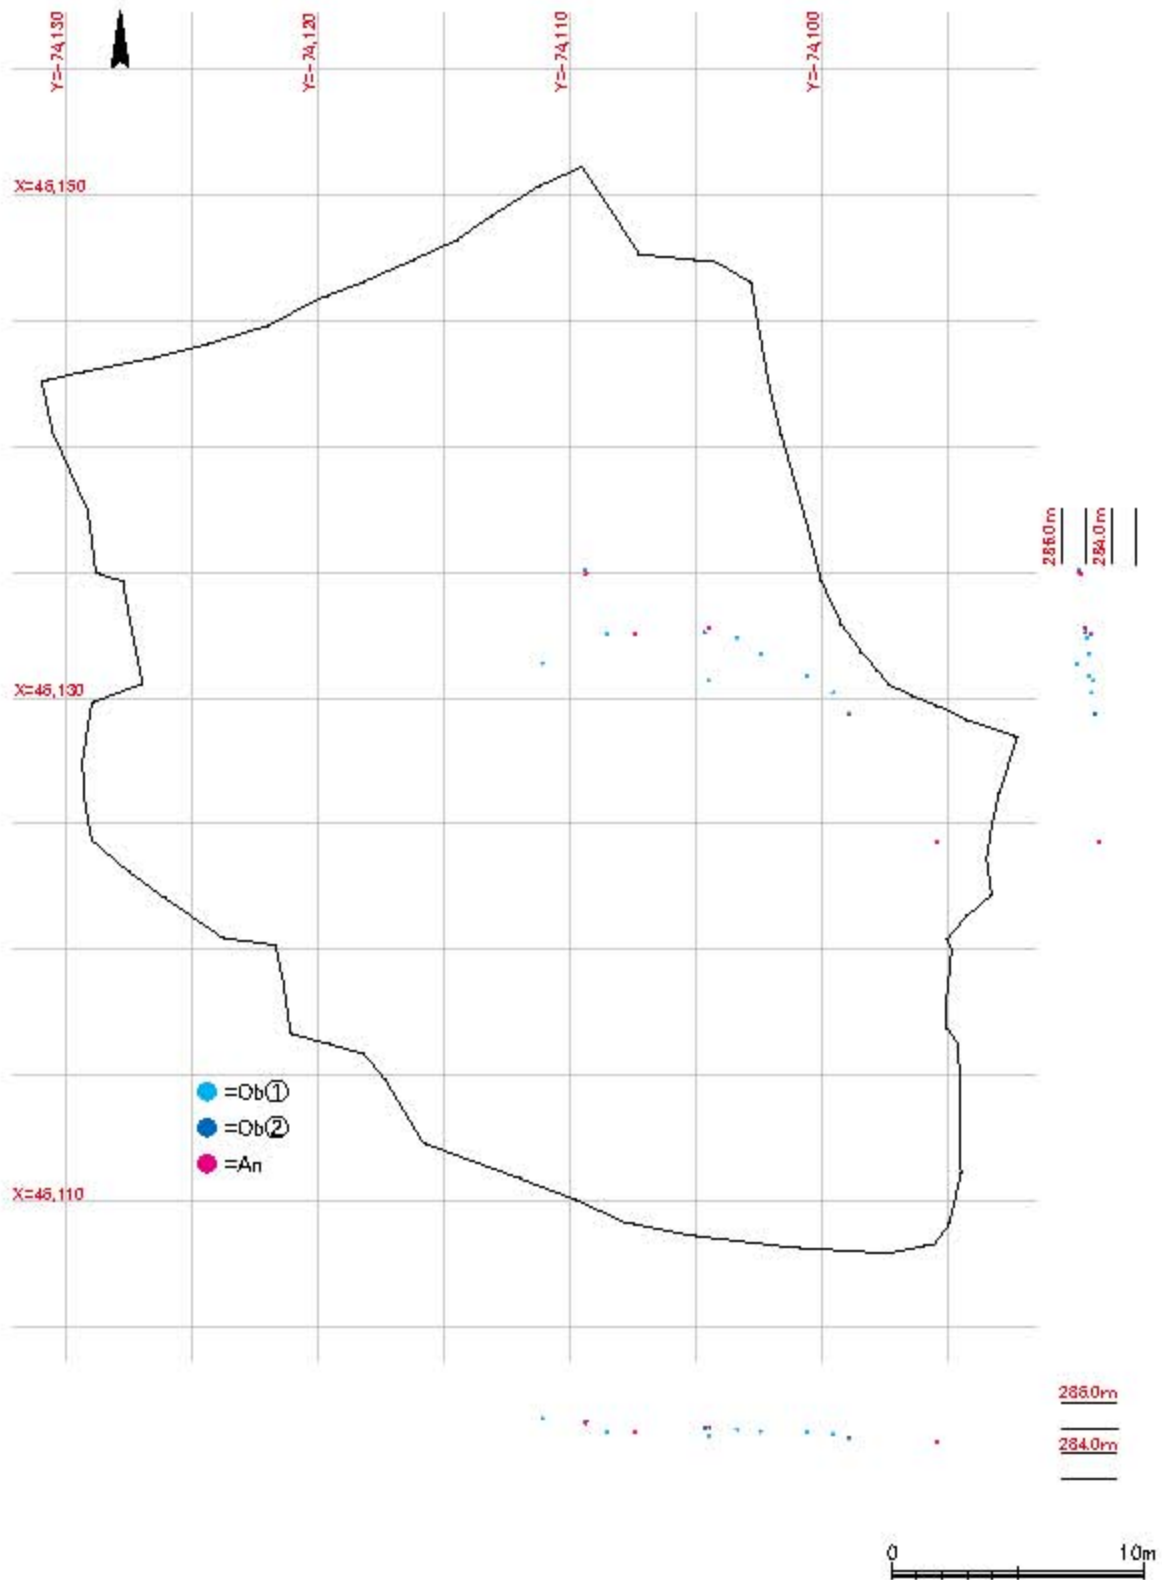 Y=-74,130
Y=-74,120
Y=-74,110
Y=-74,100
X=46,150
286.0m
284.0m
X=46,130
=Ob①
=Ob②
=An
X=46,110
286.0m
284.0m
0 10m